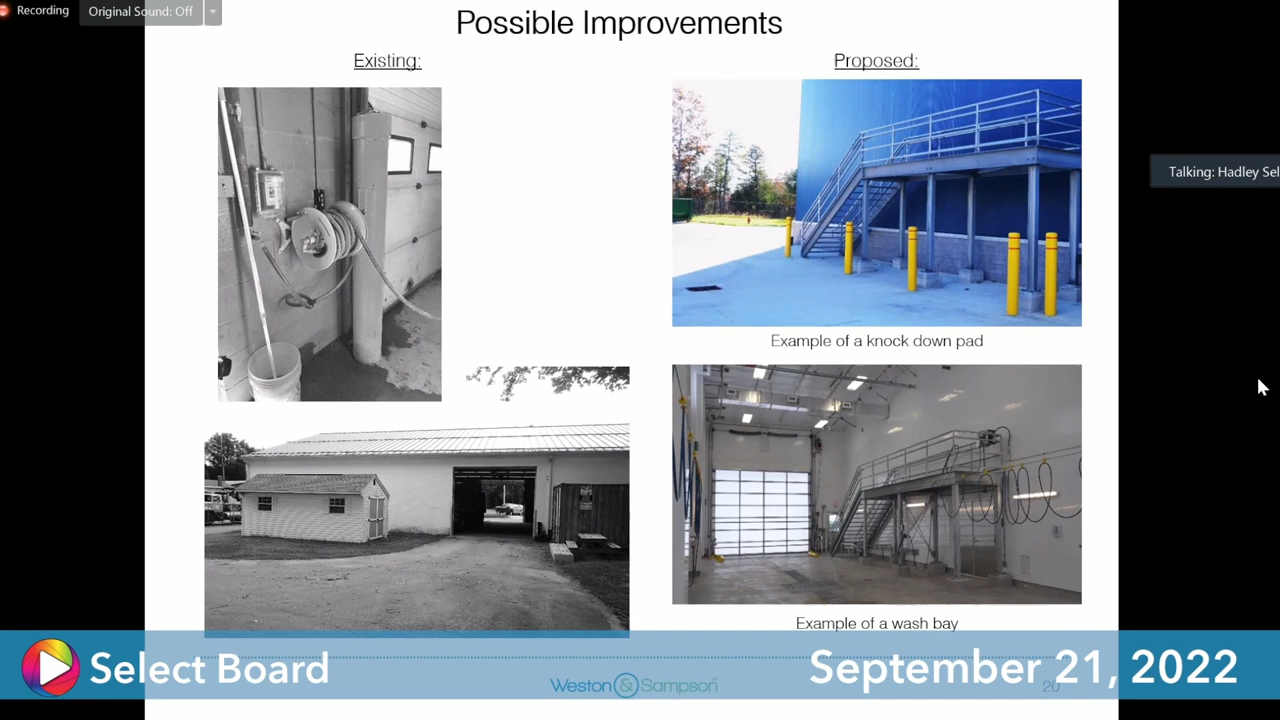 Recording
Original Sound: Off
Possible Improvements
Existing:
Proposed:
Talking: Hadley Sel
Example of a knock down pad
Example of a wash bay
Select Board
September 21, 2022
Weston & Sampson
20